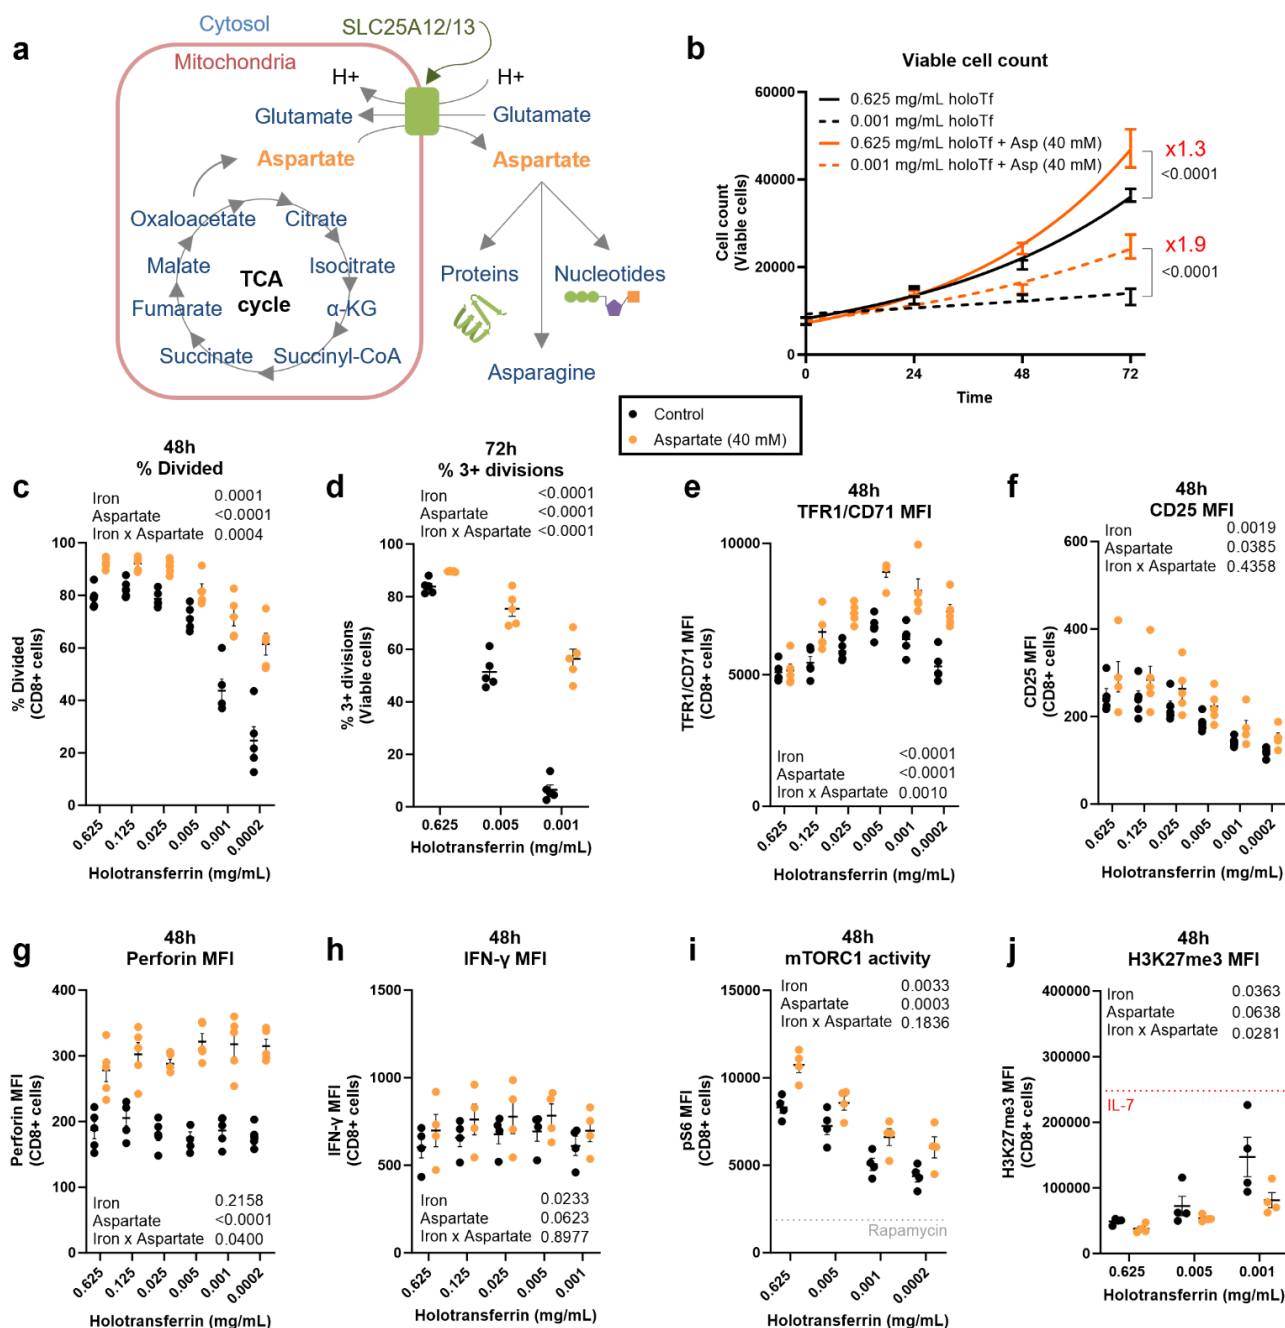 a
Cytosol
SLC25A12/13
Mitochondria
H+
H+
Glutamate
Glutamate
Aspartate
Aspartate
Oxaloacetate
Citrate
Malate
Isocitrate
TCA
cycle
Fumarate
α-KG
Succinate
Succinyl-CoA
Proteins
Nucleotides
Asparagine
b
Viable cell count
60000
40000
20000
0
Cell count
(Viable cells)
0.625 mg/mL holoTf
0.001 mg/mL holoTf
0.625 mg/mL holoTf + Asp (40 mM)
0.001 mg/mL holoTf + Asp (40 mM)
x1.3
<0.0001
x1.9
<0.0001
0 24 48 72
Time
Control
Aspartate (40 mM)
c
48h
% Divided
Iron 0.0001
Aspartate <0.0001
Iron x Aspartate 0.0004
100
80
60
40
20
0
% Divided
(CD8+ cells)
0.625 0.125 0.025 0.005 0.001 0.0002
Holotransferrin (mg/mL)
d
72h
% 3+ divisions
Iron <0.0001
Aspartate <0.0001
Iron x Aspartate <0.0001
100
80
60
40
20
0
% 3+ divisions
(Viable cells)
0.625 0.005 0.001
Holotransferrin (mg/mL)
e
48h
TFR1/CD71 MFI
10000
5000
0
TFR1/CD71 MFI
(CD8+ cells)
Iron <0.0001
Aspartate <0.0001
Iron x Aspartate 0.0010
0.625 0.125 0.025 0.005 0.001 0.0002
Holotransferrin (mg/mL)
f
48h
CD25 MFI
Iron 0.0019
Aspartate 0.0385
Iron x Aspartate 0.4358
600
400
200
0
CD25 MFI
(CD8+ cells)
0.625 0.125 0.025 0.005 0.001 0.0002
Holotransferrin (mg/mL)
g
48h
Perforin MFI
400
300
200
100
0
Perforin MFI
(CD8+ cells)
Iron 0.2158
Aspartate <0.0001
Iron x Aspartate 0.0400
0.625 0.125 0.025 0.005 0.001 0.0002
Holotransferrin (mg/mL)
h
48h
IFN-γ MFI
1500
1000
500
0
IFN-γ MFI
(CD8+ cells)
Iron 0.0233
Aspartate 0.0623
Iron x Aspartate 0.8977
0.625 0.125 0.025 0.005 0.001
Holotransferrin (mg/mL)
i
48h
mTORC1 activity
Iron 0.0033
Aspartate 0.0003
Iron x Aspartate 0.1836
15000
10000
5000
0
pS6 MFI
(CD8+ cells)
Rapamycin
0.625 0.005 0.001 0.0002
Holotransferrin (mg/mL)
j
48h
H3K27me3 MFI
Iron 0.0363
Aspartate 0.0638
Iron x Aspartate 0.0281
400000
300000
200000
100000
0
H3K27me3 MFI
(CD8+ cells)
IL-7
0.625 0.005 0.001
Holotransferrin (mg/mL)